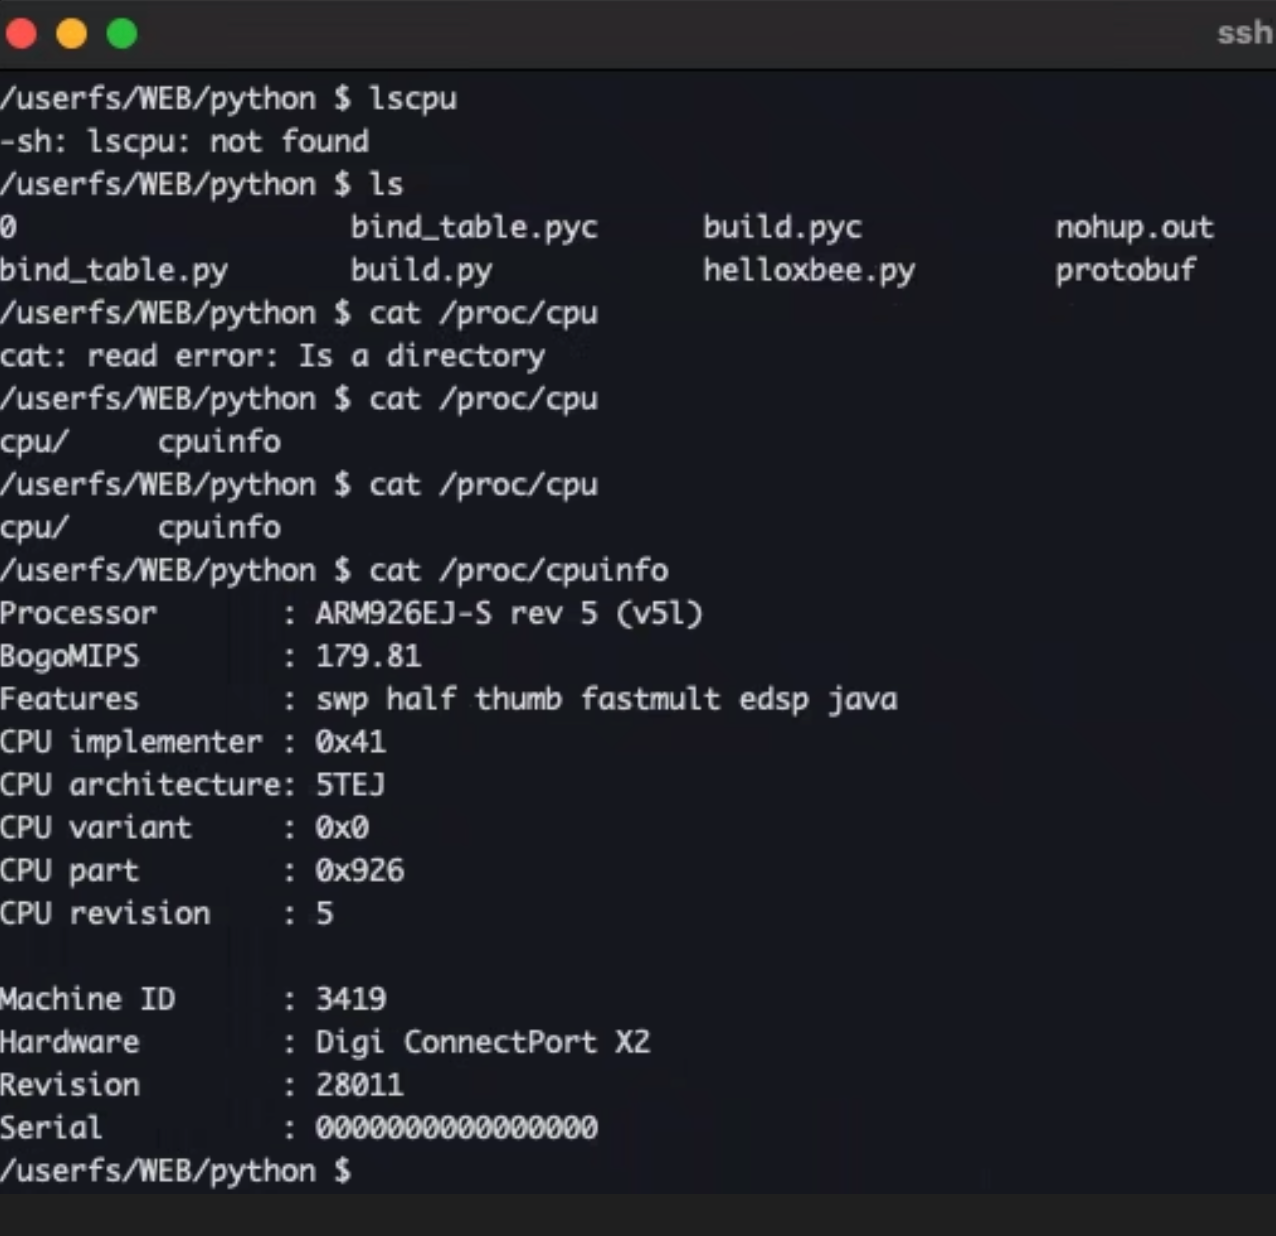 ssh
/userfs/WEB/python $ lscpu
-sh: lscpu: not found
/userfs/WEB/python $ ls
0                   bind_table.pyc      build.pyc           nohup.out
bind_table.py       build.py            helloxbee.py        protobuf
/userfs/WEB/python $ cat /proc/cpu
cat: read error: Is a directory
/userfs/WEB/python $ cat /proc/cpu
cpu/     cpuinfo
/userfs/WEB/python $ cat /proc/cpu
cpu/     cpuinfo
/userfs/WEB/python $ cat /proc/cpuinfo
Processor       : ARM926EJ-S rev 5 (v5l)
BogoMIPS        : 179.81
Features        : swp half thumb fastmult edsp java
CPU implementer : 0x41
CPU architecture: 5TEJ
CPU variant     : 0x0
CPU part        : 0x926
CPU revision    : 5

Machine ID      : 3419
Hardware        : Digi ConnectPort X2
Revision        : 28011
Serial          : 0000000000000000
/userfs/WEB/python $